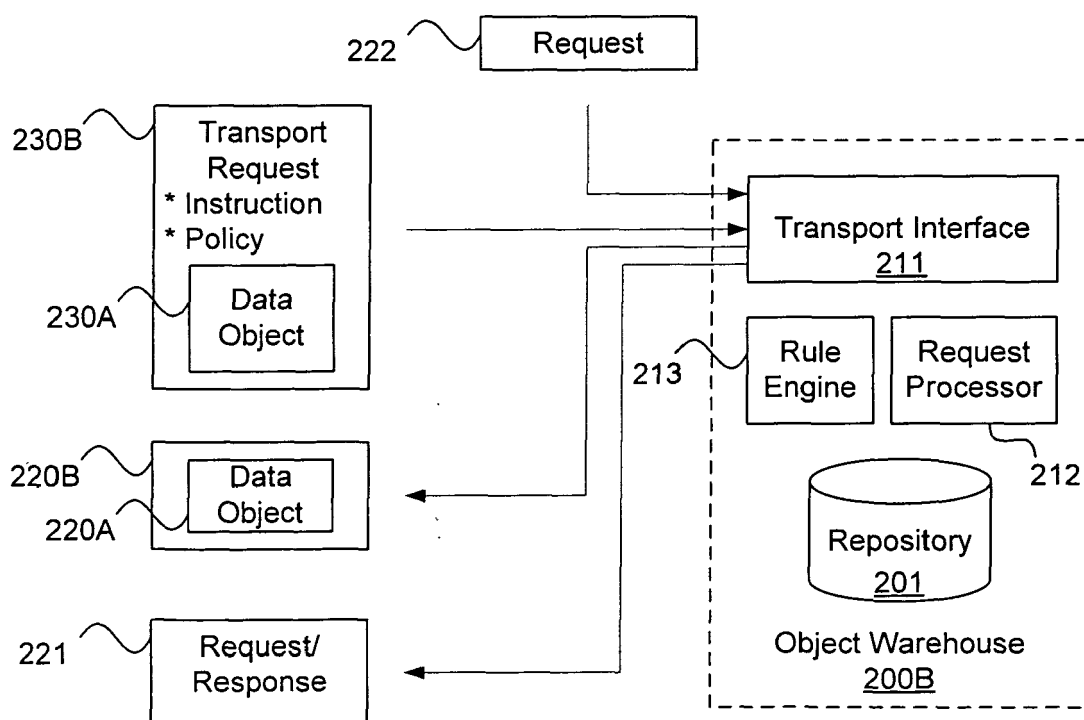 222
Request
230B
Transport
Request
* Instruction
* Policy
230A
Data
Object
Transport Interface
211
213
Rule
Engine
Request
Processor
212
220B
220A
Data
Object
Repository
201
221
Request/
Response
Object Warehouse
200B